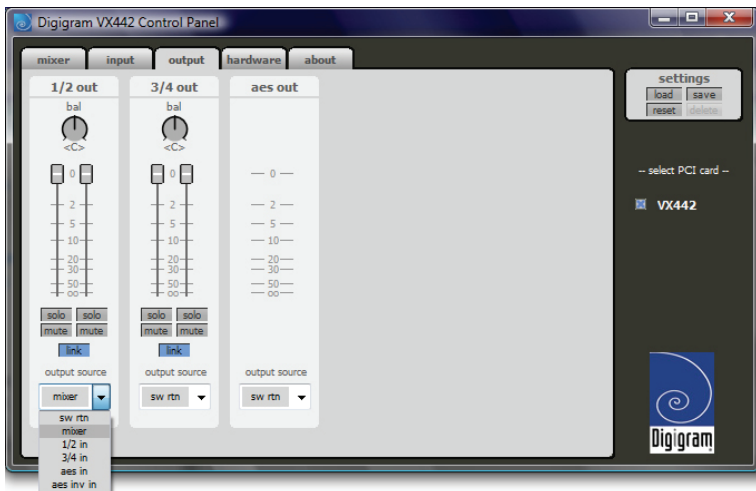 Digigram VX442 Control Panel
mixer input output hardware about
1/2 out
bal
<C>
0
2
5
10
20
30
50
∞
solo solo
mute mute
link
output source
mixer
sw rtn
mixer
1/2 in
3/4 in
aes in
aes inv in
3/4 out
bal
<C>
0
2
5
10
20
30
50
∞
solo solo
mute mute
link
output source
sw rtn
aes out
0
2
5
10
20
30
50
∞
output source
sw rtn
settings
load save
reset delete
-- select PCI card --
VX442
Digigram